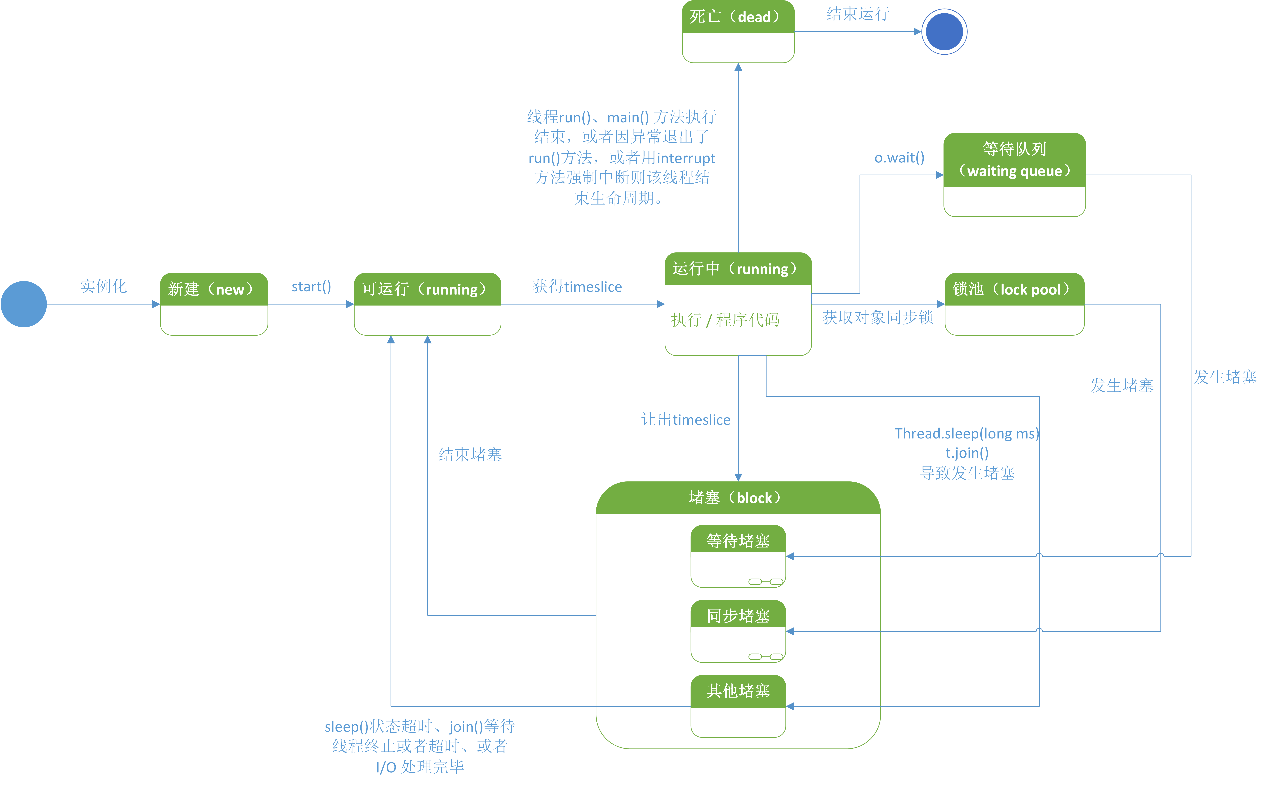 死亡（dead）
结束运行
线程run()、main() 方法执行
结束，或者因异常退出了
run()方法，或者用interrupt
方法强制中断则该线程结
束生命周期。
o.wait()
等待队列
（waiting queue）
实例化
新建（new）
start()
可运行（running）
获得timeslice
运行中（running）
执行 / 程序代码
获取对象同步锁
锁池（lock pool）
发生堵塞
发生堵塞
让出timeslice
结束堵塞
Thread.sleep(long ms)
t.join()
导致发生堵塞
堵塞（block）
等待堵塞
同步堵塞
其他堵塞
sleep()状态超时、join()等待
线程终止或者超时、或者
I/O 处理完毕